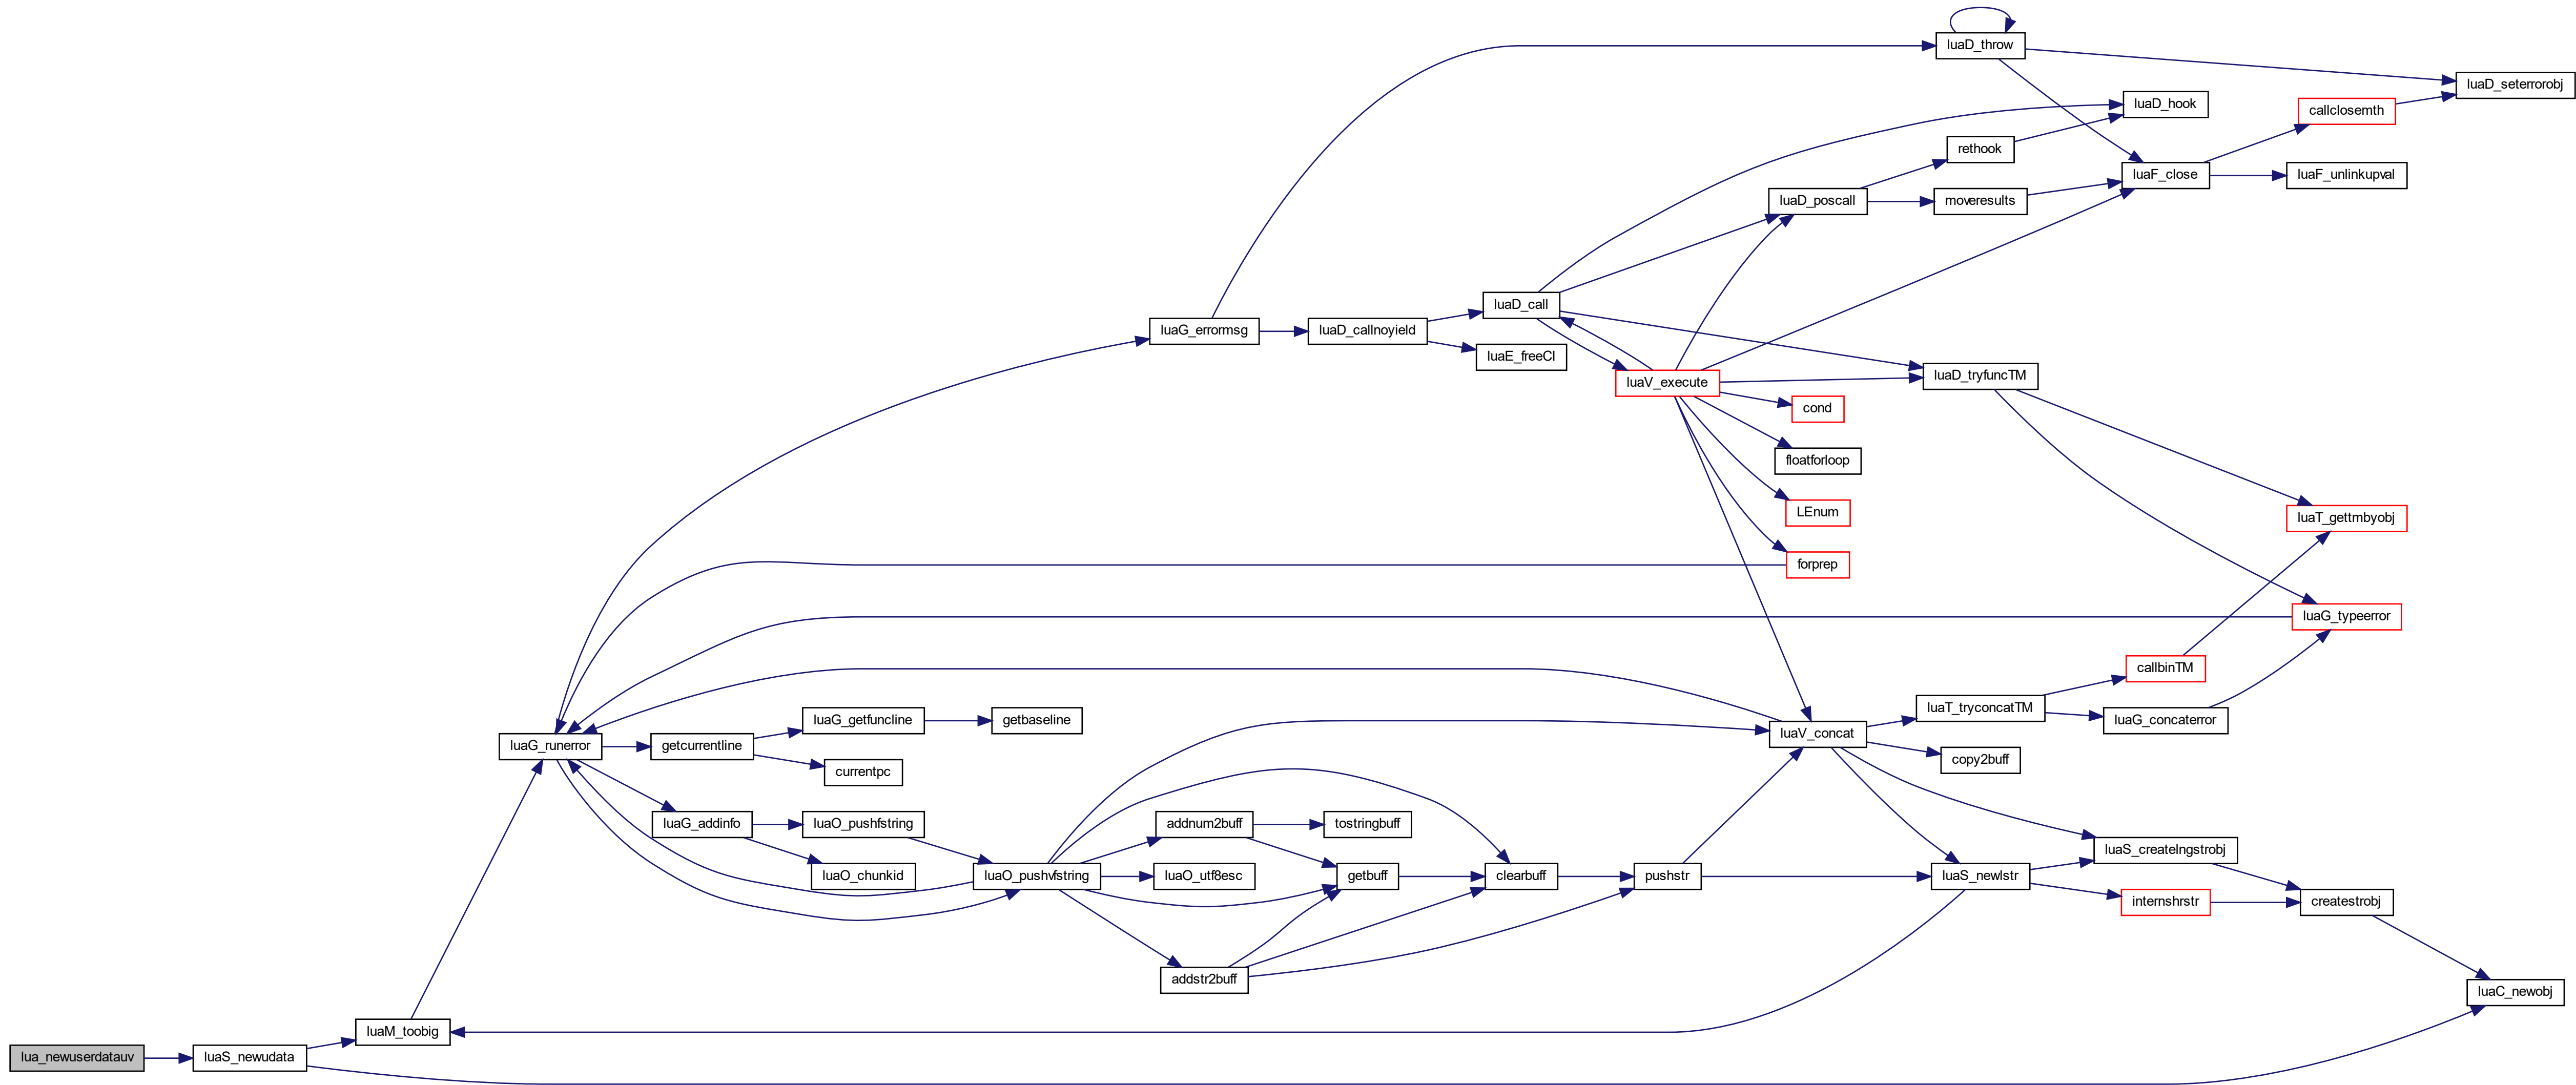 luaD_throw
luaD_seterrorobj
luaD_hook
callclosemth
rethook
luaF_close
luaF_unlinkupval
luaD_poscall
moveresults
luaD_call
luaG_errormsg
luaD_callnoyield
luaE_freeCI
luaV_execute
luaD_tryfuncTM
cond
floatforloop
LEnum
luaT_gettmbyobj
forprep
luaG_typeerror
callbinTM
luaT_tryconcatTM
luaG_getfuncline
getbaseline
luaG_concaterror
luaV_concat
luaG_runerror
getcurrentline
copy2buff
currentpc
luaG_addinfo
luaO_pushfstring
addnum2buff
tostringbuff
luaS_createlngstrobj
luaO_chunkid
luaO_pushvfstring
luaO_utf8esc
getbuff
clearbuff
pushstr
luaS_newlstr
internshrstr
createstrobj
addstr2buff
luaC_newobj
luaM_toobig
lua_newuserdatauv
luaS_newudata